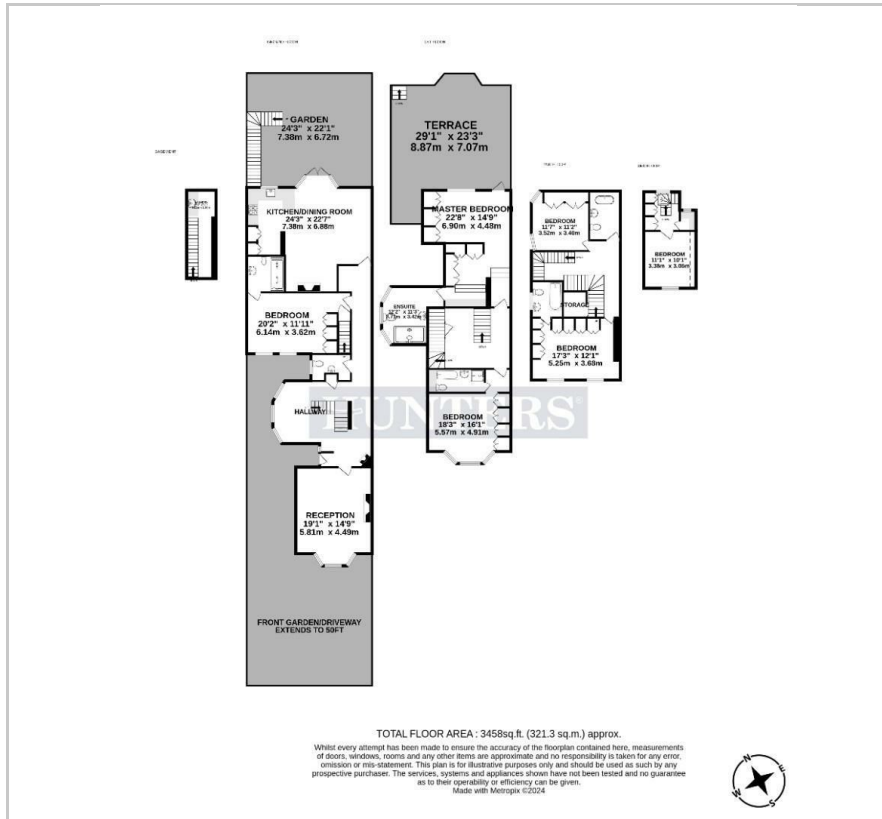 GROUND FLOOR
1ST FLOOR
GARDEN
24'3" x 22'1"
7.38m x 6.72m
TERRACE
29'1" x 23'3"
8.87m x 7.07m
BASEMENT
KITCHEN/DINING ROOM
24'3" x 22'7"
7.38m x 6.88m
MASTER BEDROOM
22'8" x 14'9"
6.90m x 4.48m
BEDROOM
11'7" x 11'2"
3.52m x 3.40m
BEDROOM
11'1" x 10'1"
3.38m x 3.08m
BEDROOM
20'2" x 11'11"
6.14m x 3.62m
ENSUITE
12'2" x 11'3"
STORAGE
BEDROOM
17'3" x 12'1"
5.25m x 3.68m
HALLWAY
HUNTERS
BEDROOM
18'3" x 16'1"
5.57m x 4.91m
RECEPTION
19'1" x 14'9"
5.81m x 4.49m
FRONT GARDEN/DRIVEWAY
EXTENDS TO 50FT
TOTAL FLOOR AREA : 3458sq.ft. (321.3 sq.m.) approx.
Whilst every attempt has been made to ensure the accuracy of the floorplan contained here, measurements
of doors, windows, rooms and any other items are approximate and no responsibility is taken for any error,
omission or mis-statement. This plan is for illustrative purposes only and should be used as such by any
prospective purchaser. The services, systems and appliances shown have not been tested and no guarantee
as to their operability or efficiency can be given.
Made with Metropix ©2024
N
E
S
W